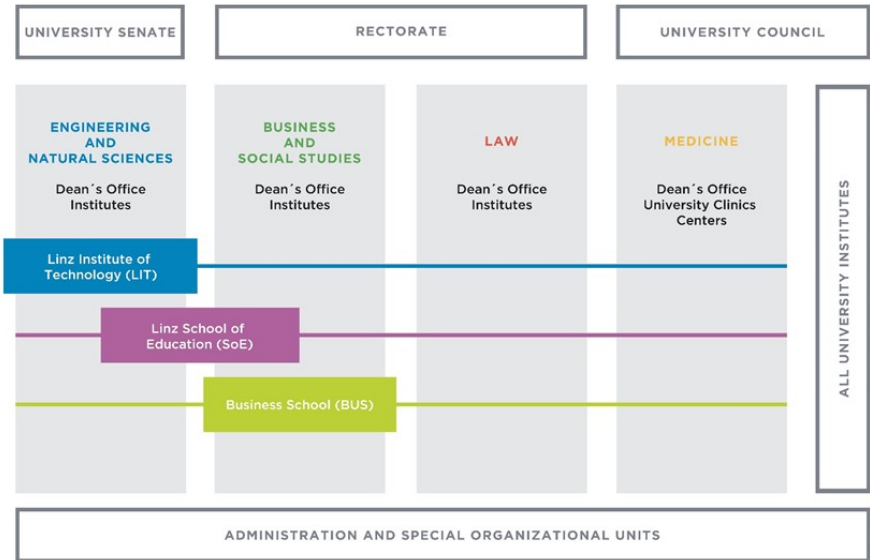 UNIVERSITY SENATE
RECTORATE
UNIVERSITY COUNCIL
ENGINEERING
AND
NATURAL SCIENCES
Dean´s Office
Institutes
BUSINESS
AND
SOCIAL STUDIES
Dean´s Office
Institutes
LAW
Dean´s Office
Institutes
MEDICINE
Dean´s Office
University Clinics
Centers
Linz Institute of
Technology (LIT)
Linz School of
Education (SoE)
Business School (BUS)
ALL UNIVERSITY INSTITUTES
ADMINISTRATION AND SPECIAL ORGANIZATIONAL UNITS